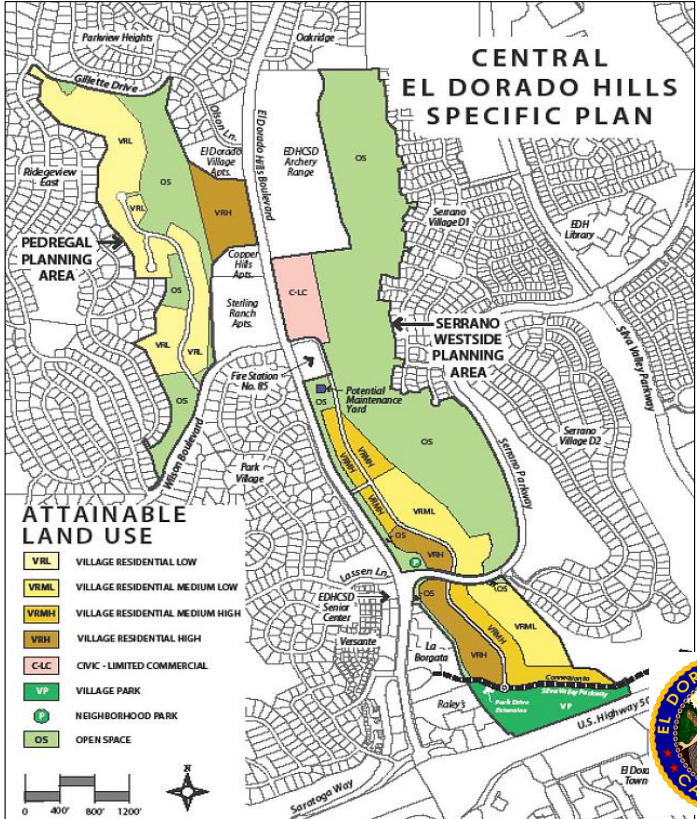 CENTRAL
EL DORADO HILLS
SPECIFIC PLAN
Parkview Heights
Oakridge
Gillette Drive
Olson Ln.
El Dorado Hills Boulevard
El Dorado
Village
Apts.
EDHCSD
Archery
Range
OS
VRL
OS
Ridgeview
East
VRL
VRH
Serrano
Village D1
EDH
Library
PEDREGAL
PLANNING
AREA
Copper
Hills
Apts.
OS
C-LC
Sterling
Ranch
Apts.
SERRANO
WESTSIDE
PLANNING
AREA
Silva Valley Parkway
VRL
VRL
Fire Station
No. 85
OS
OS
Potential
Maintenance
Yard
OS
Serrano Parkway
Serrano
Village D2
Wilson Boulevard
VRMH
VRMH
VRMH
Park
Village
VRML
OS
VRH
P
Lassen Ln.
OS
OS
EDHCSD
Senior
Center
VRMH
VRML
Versante
La
Borgata
VRH
Connection to
Silva Valley Parkway
Raley's
Park Drive
Extension
VP
U.S. Highway 50
Saratoga Way
El Dora
Town
ATTAINABLE
LAND USE
VRL VILLAGE RESIDENTIAL LOW
VRML VILLAGE RESIDENTIAL MEDIUM LOW
VRMH VILLAGE RESIDENTIAL MEDIUM HIGH
VRH VILLAGE RESIDENTIAL HIGH
C-LC CIVIC - LIMITED COMMERCIAL
VP VILLAGE PARK
P NEIGHBORHOOD PARK
OS OPEN SPACE
N
0 400' 800' 1200'
EL DOR
CA